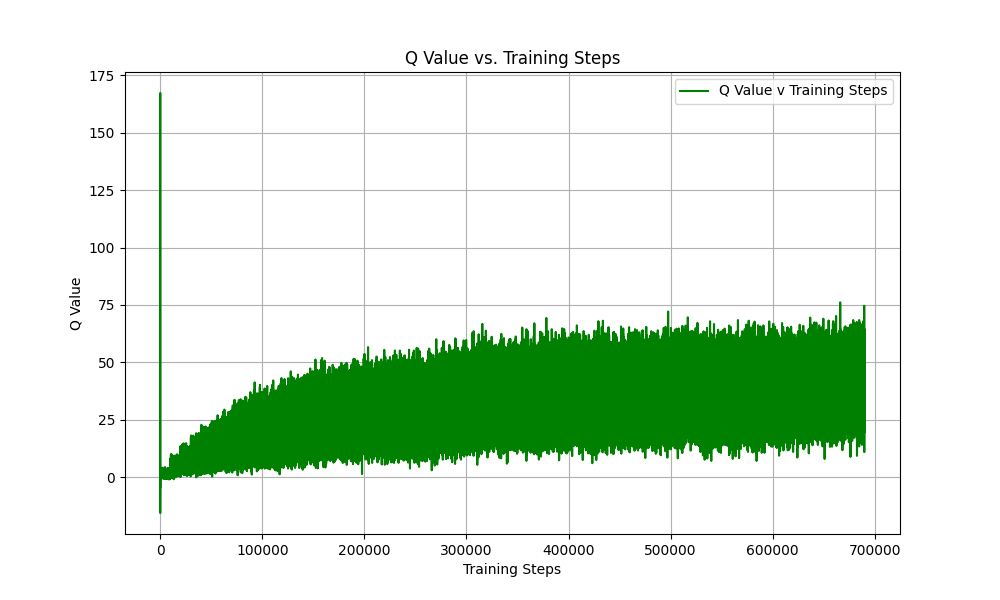 Q Value vs. Training Steps
Q Value v Training Steps
175
150
125
100
75
50
25
0
Q Value
0 100000 200000 300000 400000 500000 600000 700000
Training Steps